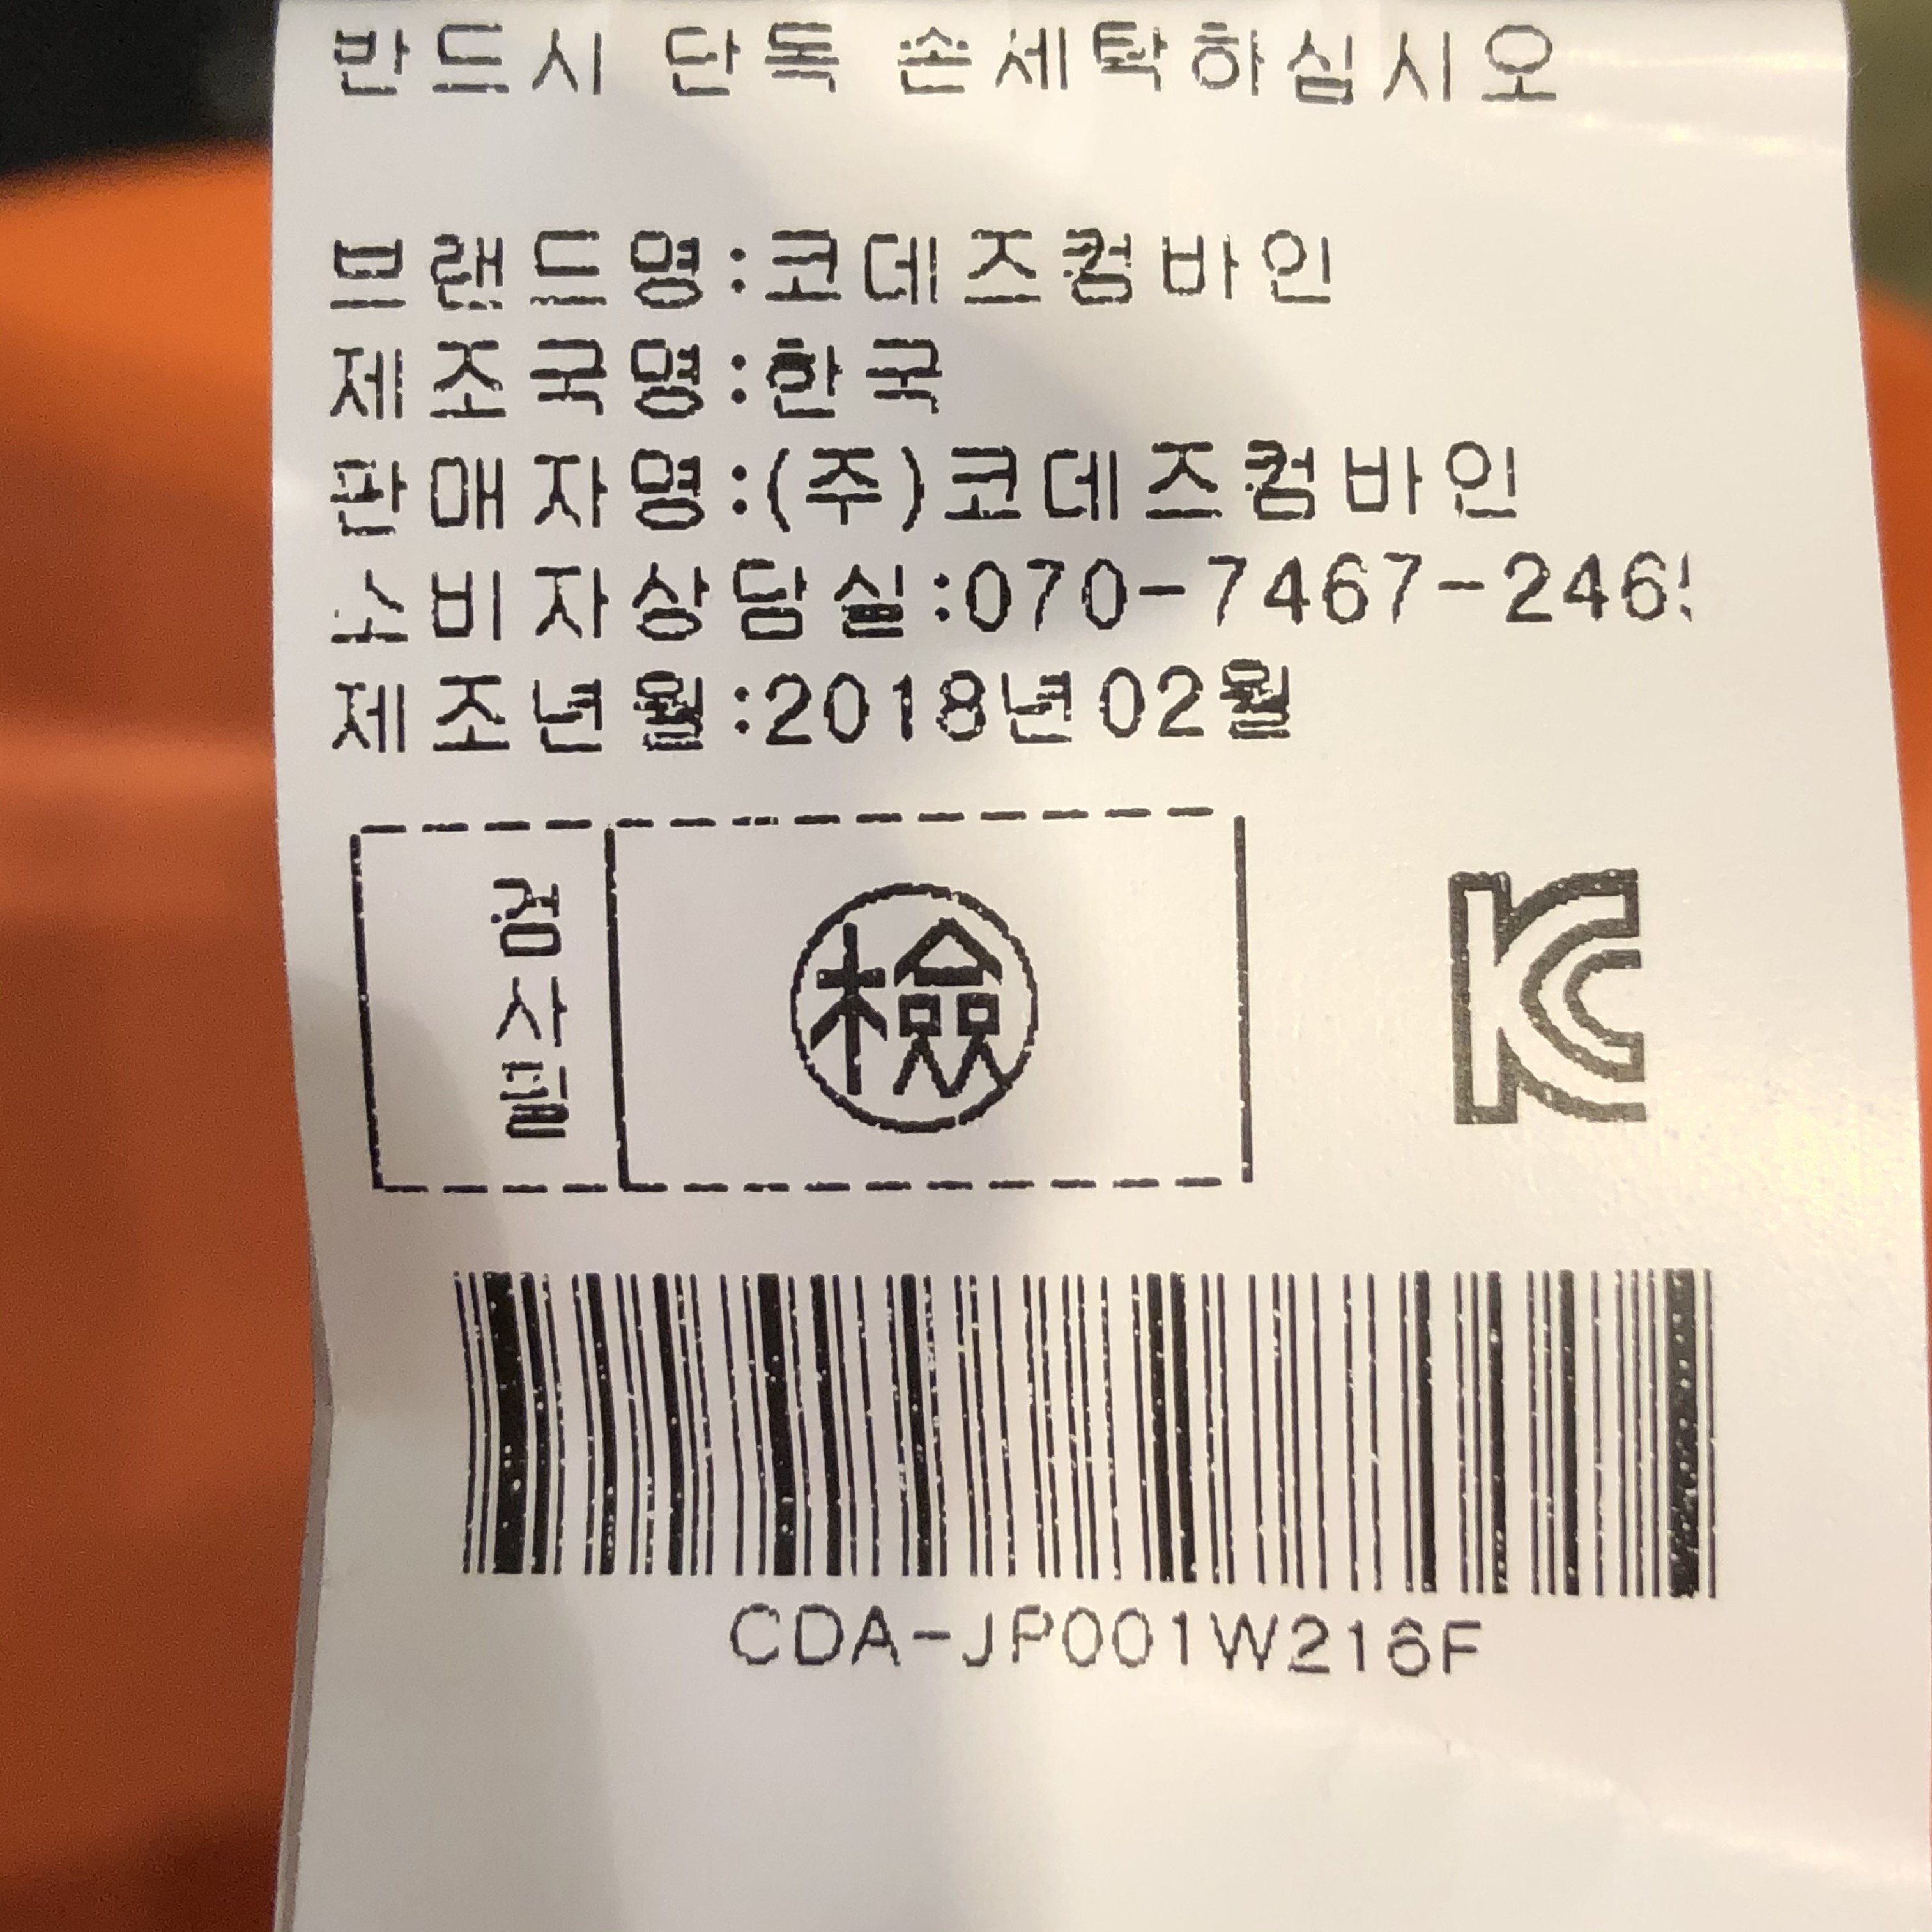 반드시 단독 손세탁하십시오
브랜드명:코데즈컴바인
제조국명:한국
판매자명:(주)코데즈컴바인
소비자상담실:
제조년월:2018년02월
검사필
檢
KC
CDA-JP001W216F